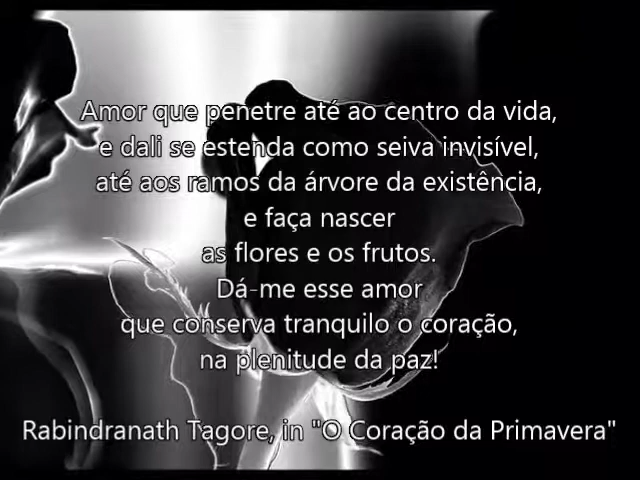 Amor que penetre até ao centro da vida,
e dali se estenda como seiva invisível,
até aos ramos da árvore da existência,
e faça nascer
as flores e os frutos.
Dá-me esse amor
que conserva tranquilo o coração,
na plenitude da paz!
Rabindranath Tagore, in "O Coração da Primavera"